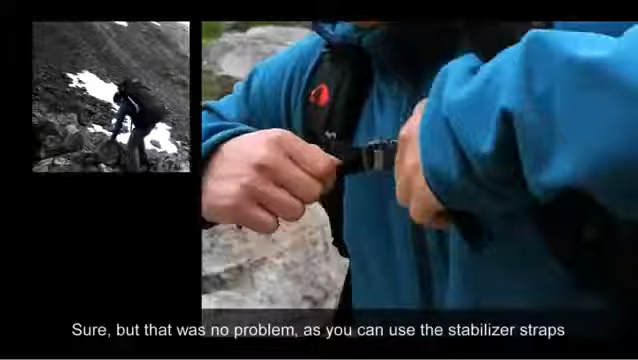 Sure, but that was no problem, as you can use the stabilizer straps